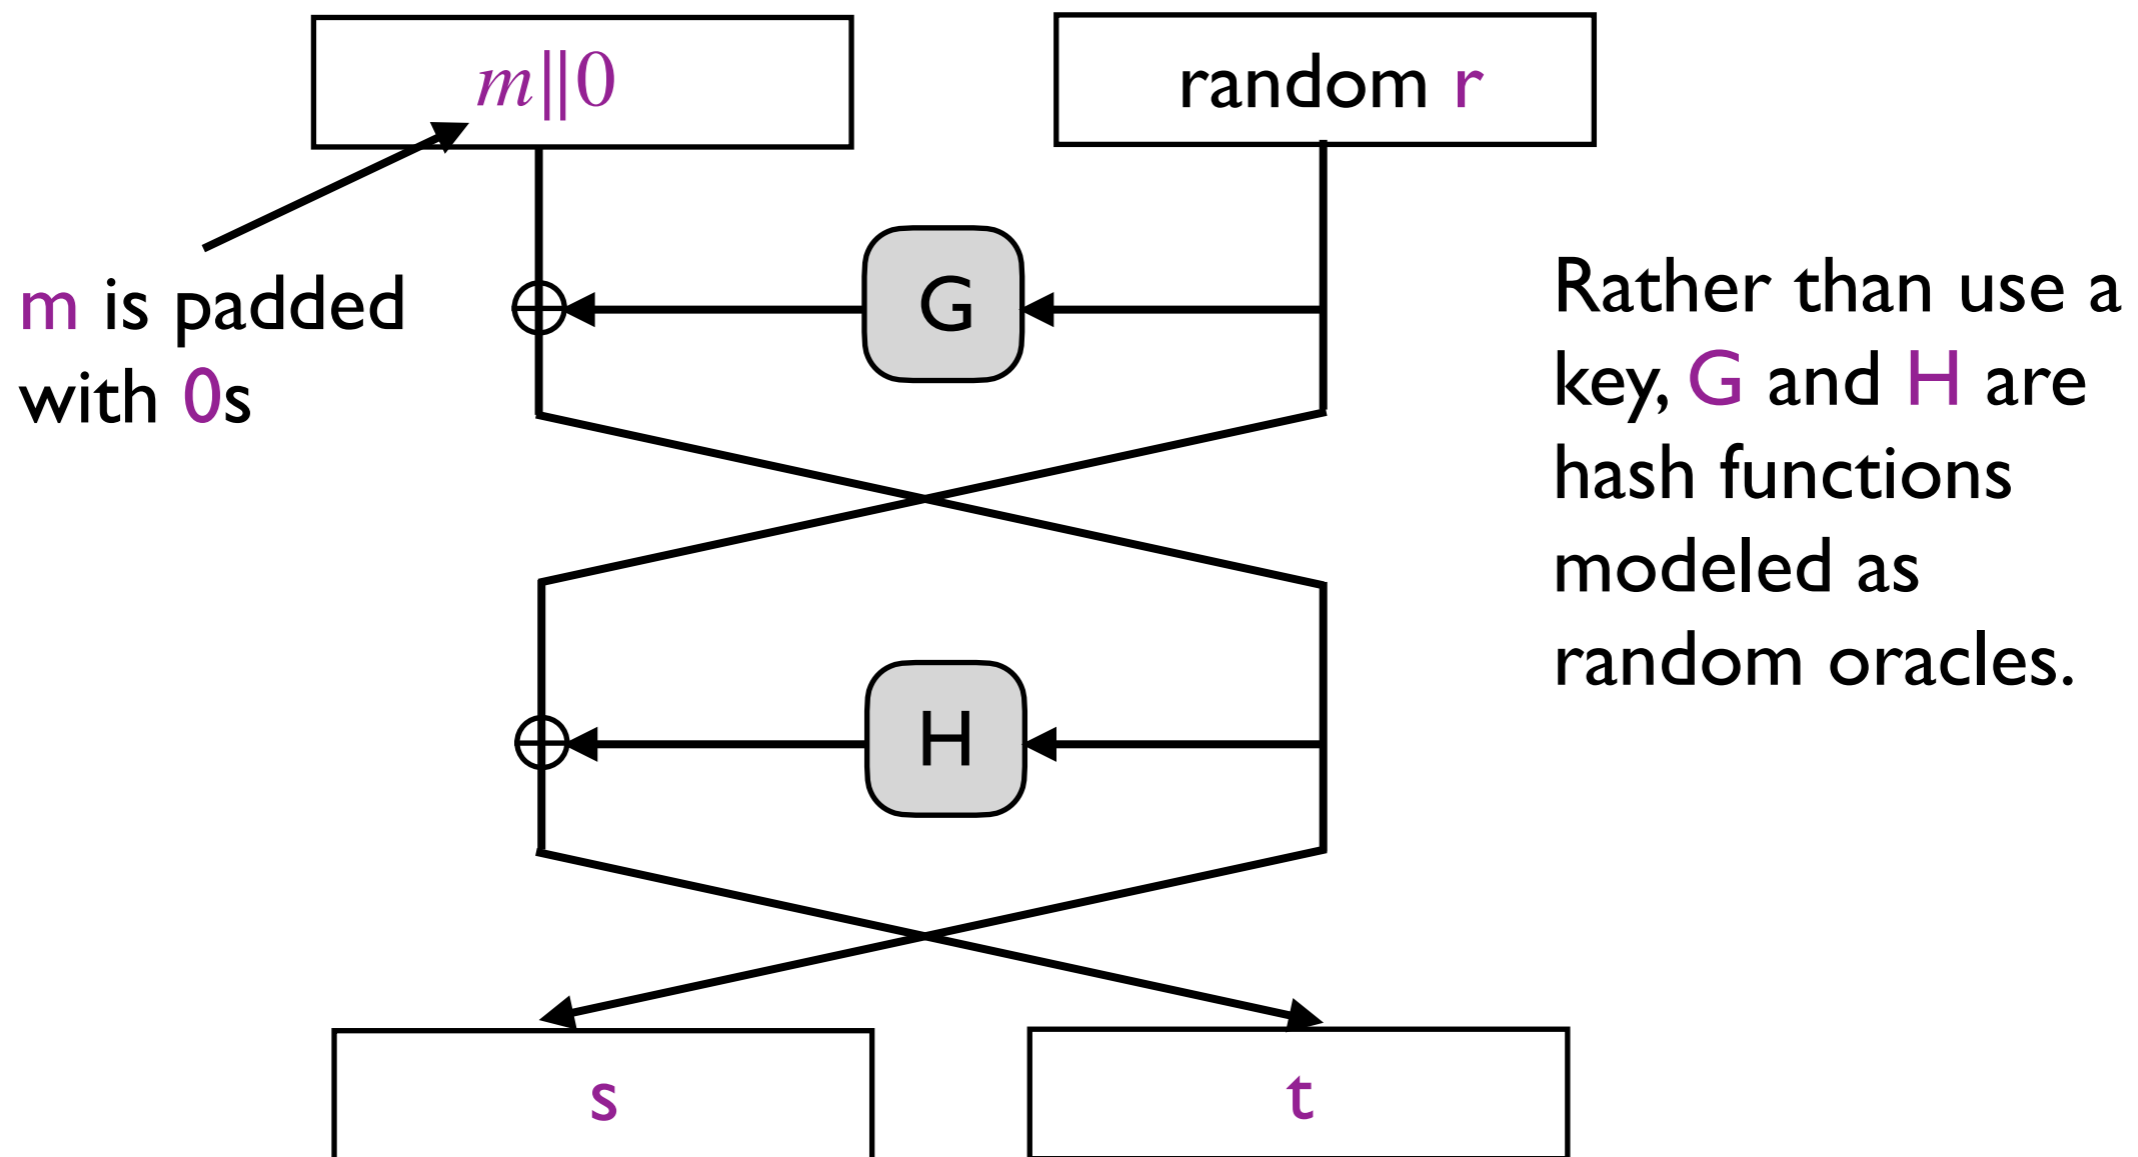 m||0
random r
G
m is padded
with 0s
Rather than use a
key, G and H are
hash functions
modeled as
random oracles.
H
s
t